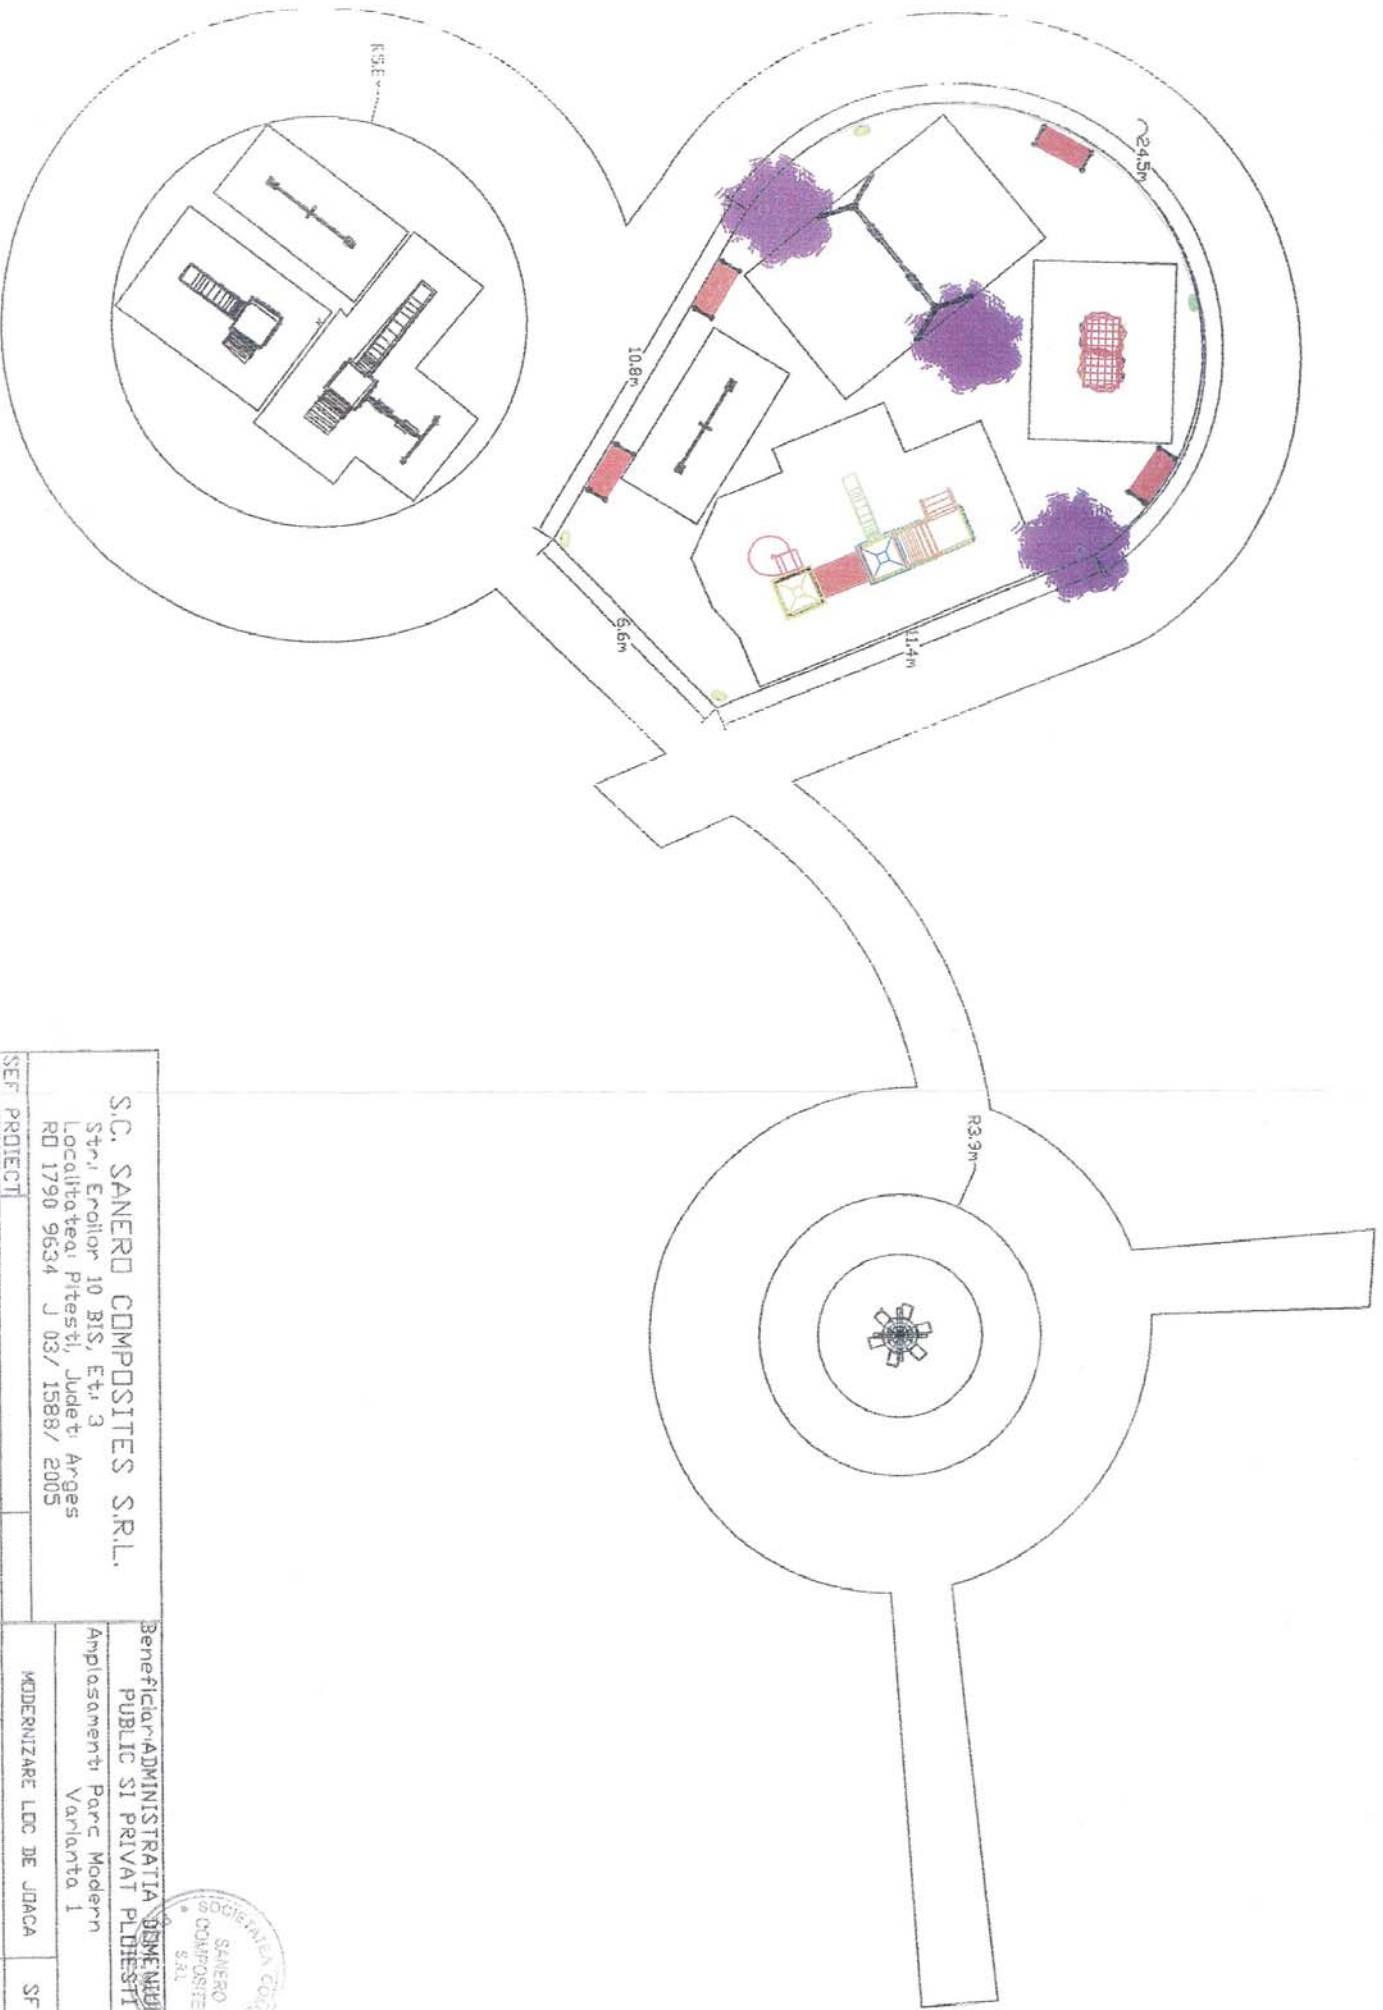 24.5m
10.8m
11.4m
5.6m
R3.9m
S.C. SANERO COMPOSITES S.R.L.
Str.: Eroilor 10 BIS, Et.: 3
Localitatea: Pitesti, Judet: Arges
RO 1790 9634 J 03/ 1588/ 2005
SEF PROIECT
Beneficiar:ADMINISTRATIA DOMENIUL
PUBLIC SI PRIVAT PLOIESTI
Amplasament: Parc Modern
Varianta 1
MODERNIZARE LOC DE JOACA
SF
SOCIETATEA
SANERO
COMPOSITE
S.R.L.